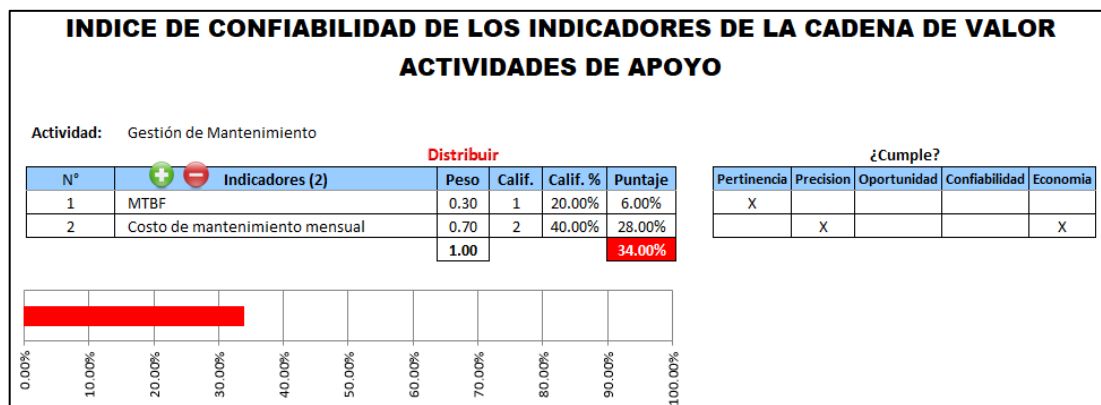 INDICE DE CONFIABILIDAD DE LOS INDICADORES DE LA CADENA DE VALOR
ACTIVIDADES DE APOYO
Actividad: Gestión de Mantenimiento
Distribuir ¿Cumple?
N° Indicadores (2) Peso Calif. Calif. % Puntaje Pertinencia Precision Oportunidad Confiabilidad Economia
1 MTBF 0.30 1 20.00% 6.00% X
2 Costo de mantenimiento mensual 0.70 2 40.00% 28.00% X X
1.00 34.00%
0.00% 10.00% 20.00% 30.00% 40.00% 50.00% 60.00% 70.00% 80.00% 90.00% 100.00%